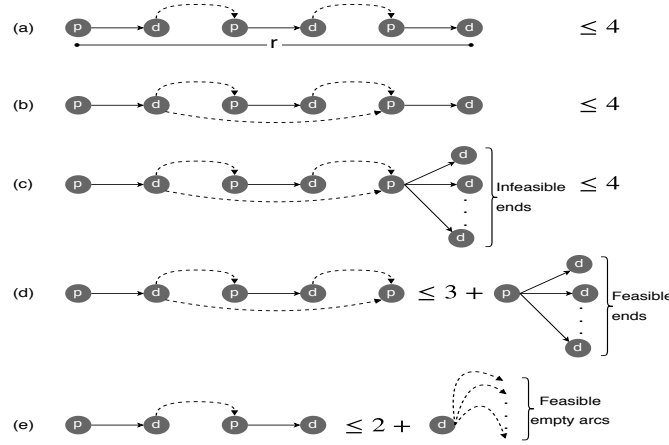 (a) p d p d p d ≤ 4
r
(b) p d p d p d ≤ 4
(c) p d p d p d d d Infeasible ends ≤ 4
(d) p d p d p ≤ 3 + p d d d Feasible ends
(e) p d p d ≤ 2 + d Feasible empty arcs